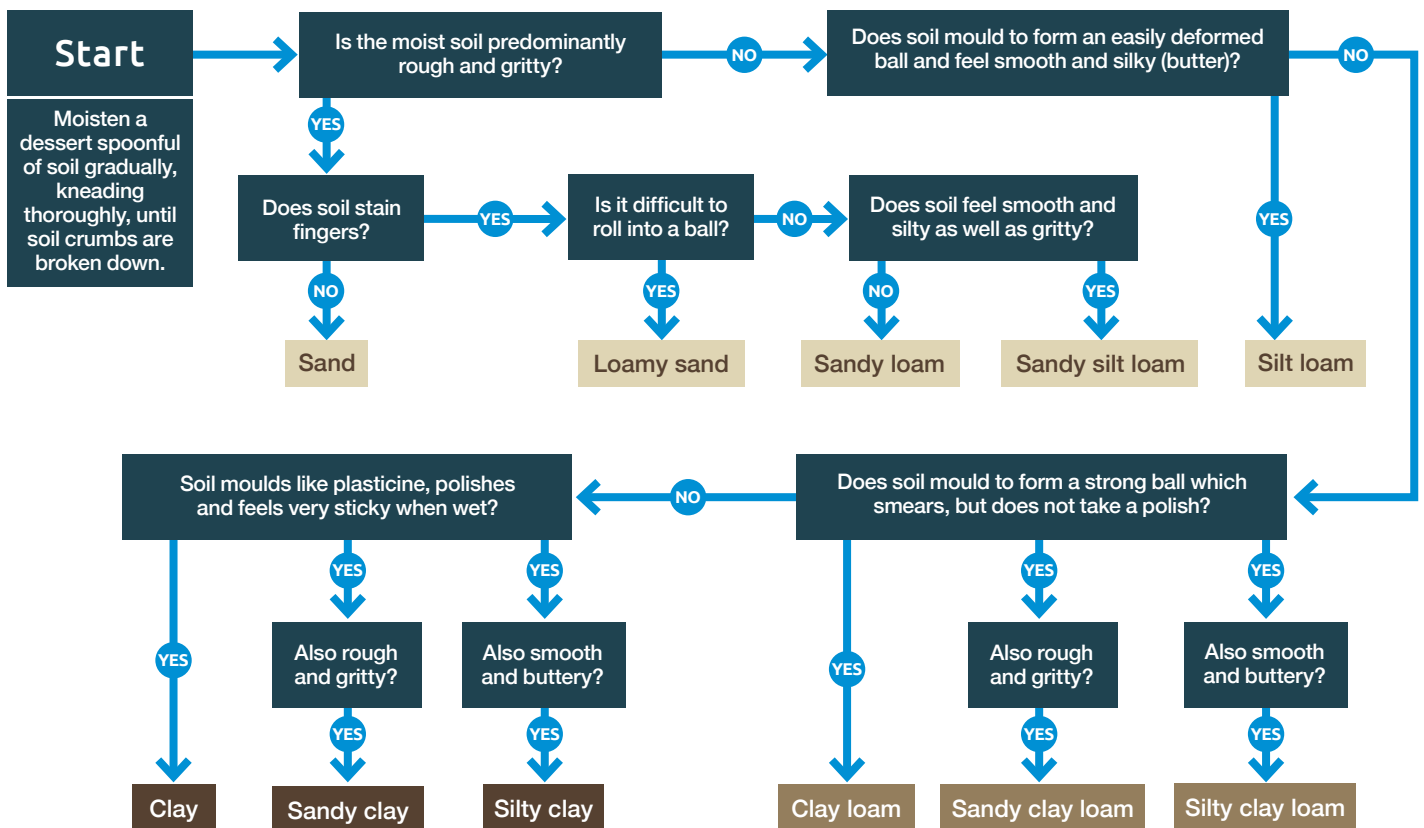 Start
Moisten a
dessert spoonful
of soil gradually,
kneading
thoroughly, until
soil crumbs are
broken down.
Is the moist soil predominantly
rough and gritty?
NO
Does soil mould to form an easily deformed
ball and feel smooth and silky (butter)?
NO
YES
YES
Does soil stain
fingers?
YES
Is it difficult to
roll into a ball?
NO
Does soil feel smooth and
silty as well as gritty?
NO
YES
NO
YES
Sand
Loamy sand
Sandy loam
Sandy silt loam
Silt loam
Does soil mould to form a strong ball which
smears, but does not take a polish?
NO
Soil moulds like plasticine, polishes
and feels very sticky when wet?
YES
YES
YES
Also rough
and gritty?
Also smooth
and buttery?
YES
YES
Clay
Sandy clay
Silty clay
YES
YES
YES
Also rough
and gritty?
Also smooth
and buttery?
YES
YES
Clay loam
Sandy clay loam
Silty clay loam